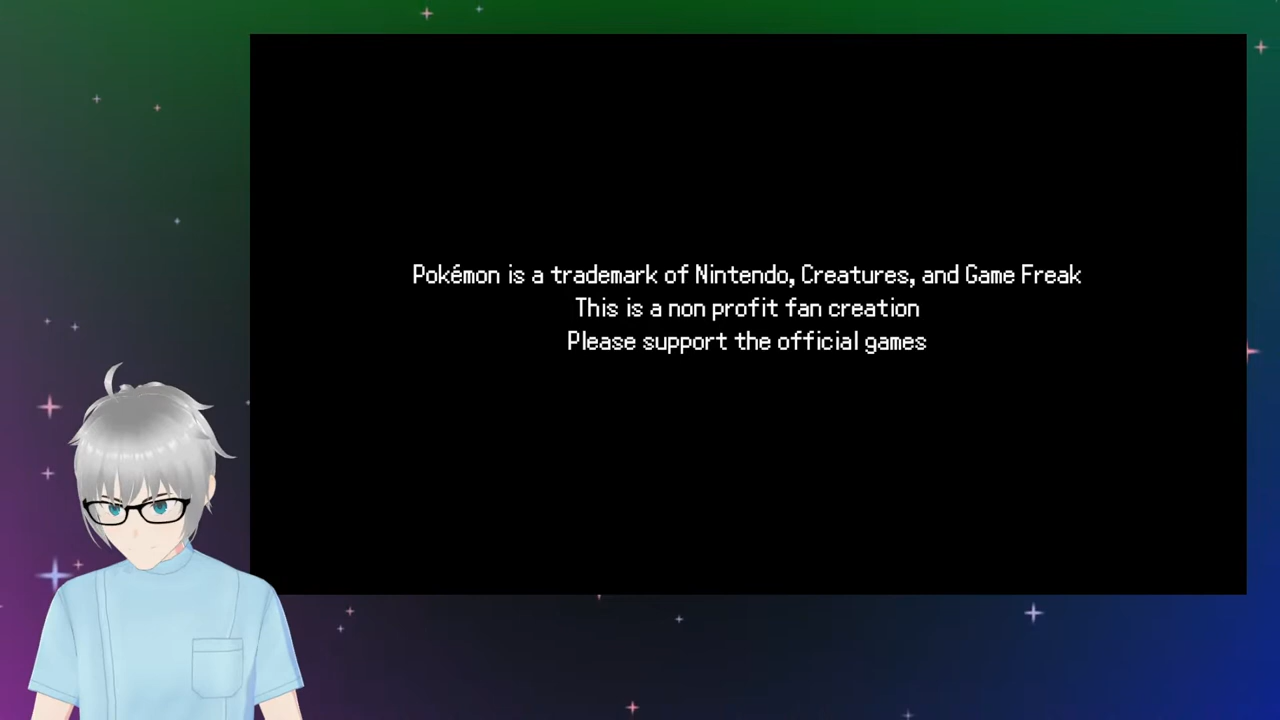 Pokémon is a trademark of Nintendo, Creatures, and Game Freak
This is a non profit fan creation
Please support the official games